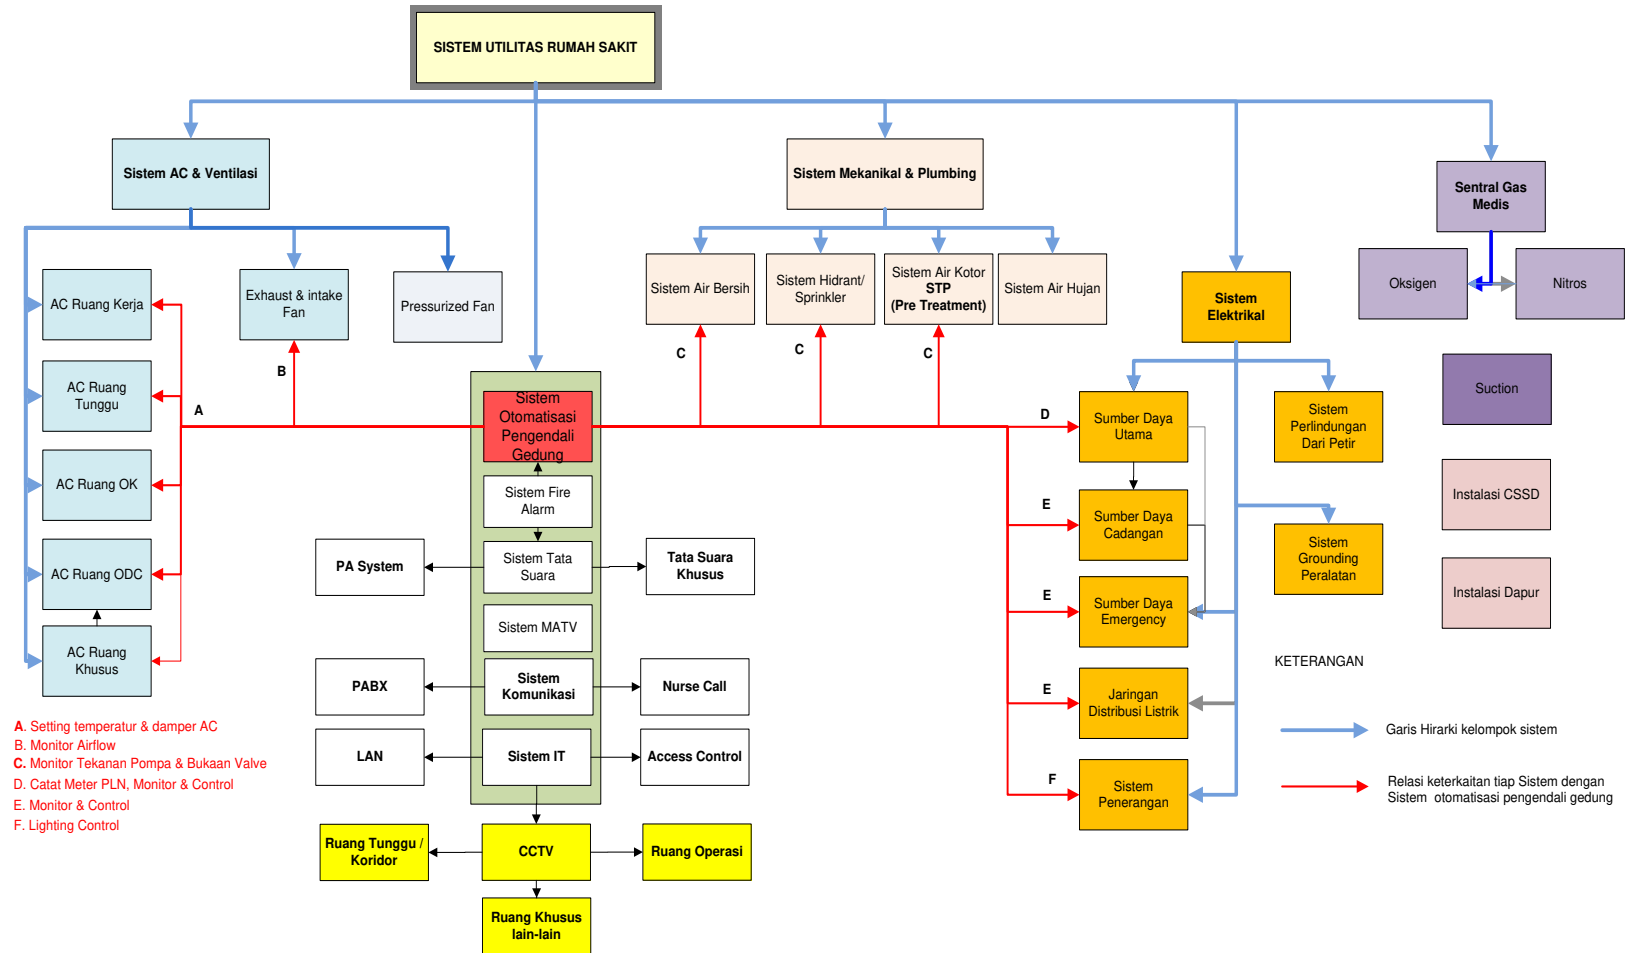 SISTEM UTILITAS RUMAH SAKIT
Sistem AC & Ventilasi
Sistem Mekanikal & Plumbing
Sentral Gas
Medis
AC Ruang Kerja
Exhaust & intake
Fan
Pressurized Fan
Sistem Air Bersih
Sistem Hidrant/
Sprinkler
Sistem Air Kotor
STP
(Pre Treatment)
Sistem Air Hujan
Sistem
Elektrikal
Oksigen
Nitros
AC Ruang
Tunggu
AC Ruang OK
AC Ruang ODC
AC Ruang
Khusus
A
B
C
C
C
D
E
E
E
F
Sistem
Otomatisasi
Pengendali
Gedung
Sistem Fire
Alarm
Sistem Tata
Suara
PA System
Tata Suara
Khusus
Sistem MATV
PABX
Sistem
Komunikasi
Nurse Call
LAN
Sistem IT
Access Control
Ruang Tunggu /
Koridor
CCTV
Ruang Operasi
Ruang Khusus
lain-lain
Sumber Daya
Utama
Sistem
Perlindungan
Dari Petir
Sumber Daya
Cadangan
Sistem
Grounding
Peralatan
Sumber Daya
Emergency
Jaringan
Distribusi Listrik
Sistem
Penerangan
Suction
Instalasi CSSD
Instalasi Dapur
A. Setting temperatur & damper AC
B. Monitor Airflow
C. Monitor Tekanan Pompa & Bukaan Valve
D. Catat Meter PLN, Monitor & Control
E. Monitor & Control
F. Lighting Control
KETERANGAN
Garis Hirarki kelompok sistem
Relasi keterkaitan tiap Sistem dengan
Sistem otomatisasi pengendali gedung